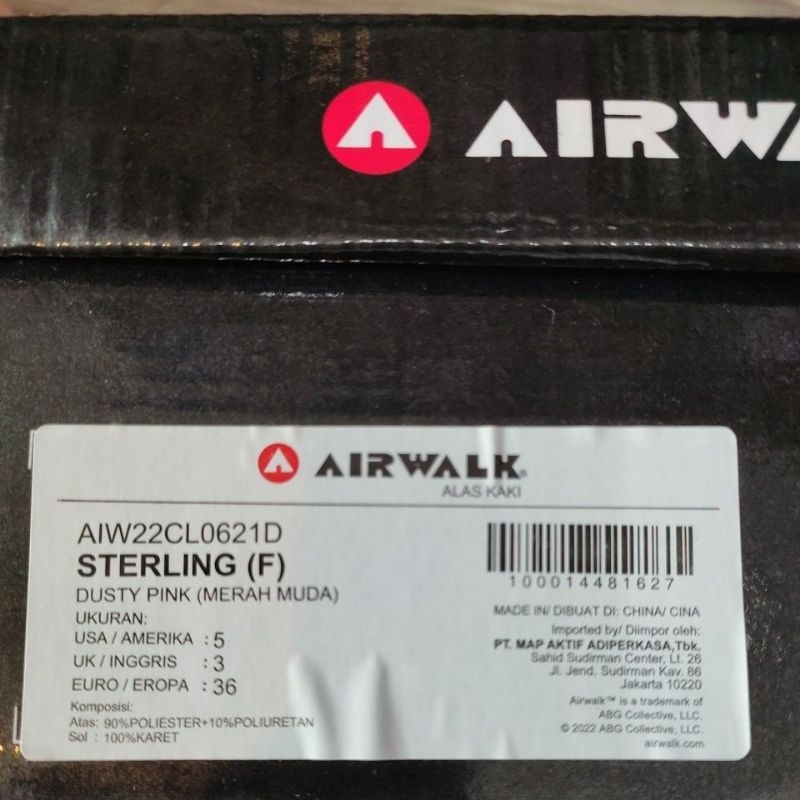 AIRWA
AIRWALK®
ALAS KAKI
AIW22CL0621D
STERLING (F)
DUSTY PINK (MERAH MUDA)
UKURAN:
USA / AMERIKA : 5
UK / INGGRIS : 3
EURO / EROPA : 36
Komposisi:
Atas: 90%POLIESTER+10%POLIURETAN
Sol : 100%KARET
100014481627
MADE IN/ DIBUAT DI: CHINA/ CINA
Imported by/ Diimpor oleh:
PT. MAP AKTIF ADIPERKASA,Tbk.
Sahid Sudirman Center, Lt. 26
Jl. Jend. Sudirman Kav. 86
Jakarta 10220
Airwalk™ is a trademark of
ABG Collective, LLC.
© 2022 ABG Collective, LLC.
airwalk.com